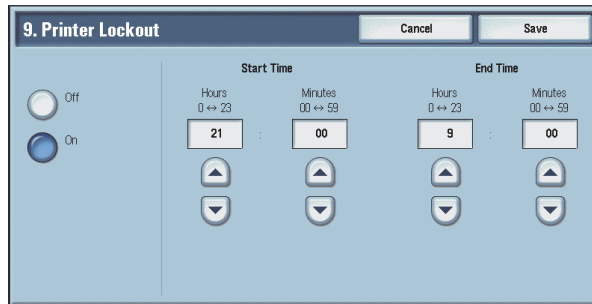 9. Printer Lockout
Cancel
Save
Start Time
End Time
Off
On
Hours
0 ↔ 23
Minutes
00 ↔ 59
Hours
0 ↔ 23
Minutes
00 ↔ 59
21 : 00
9 : 00